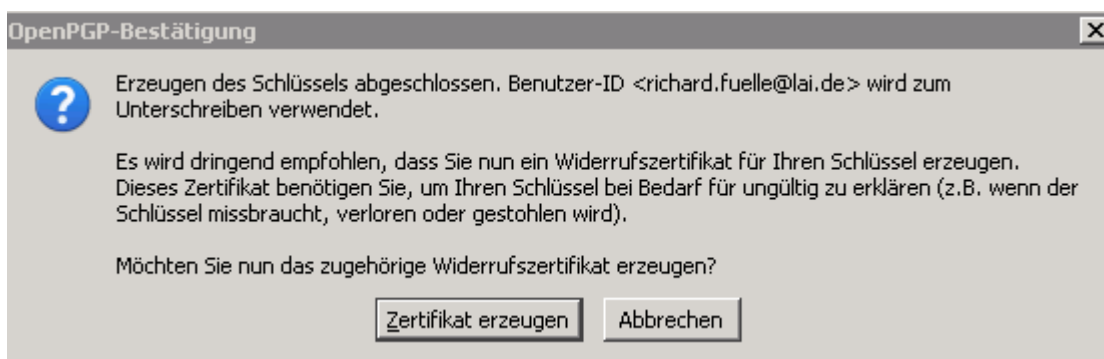 OpenPGP-Bestätigung
Erzeugen des Schlüssels abgeschlossen. Benutzer-ID <richard.fuelle@lai.de> wird zum
Unterschreiben verwendet.
Es wird dringend empfohlen, dass Sie nun ein Widerrufszertifikat für Ihren Schlüssel erzeugen.
Dieses Zertifikat benötigen Sie, um Ihren Schlüssel bei Bedarf für ungültig zu erklären (z.B. wenn der
Schlüssel missbraucht, verloren oder gestohlen wird).
Möchten Sie nun das zugehörige Widerrufszertifikat erzeugen?
Zertifikat erzeugen Abbrechen